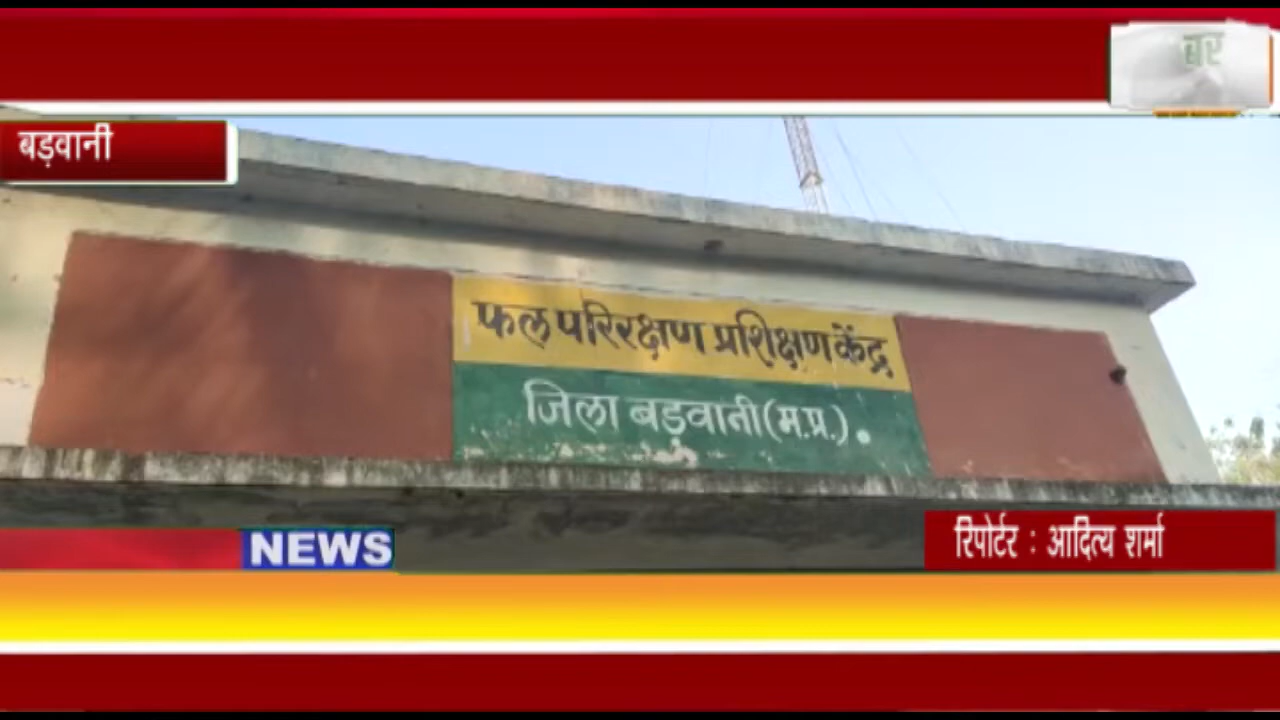 बड़वानी
फल परिरक्षण प्रशिक्षण केंद्र
जिला बड़वानी (म.प्र.).
NEWS
रिपोर्टर : आदित्य शर्मा